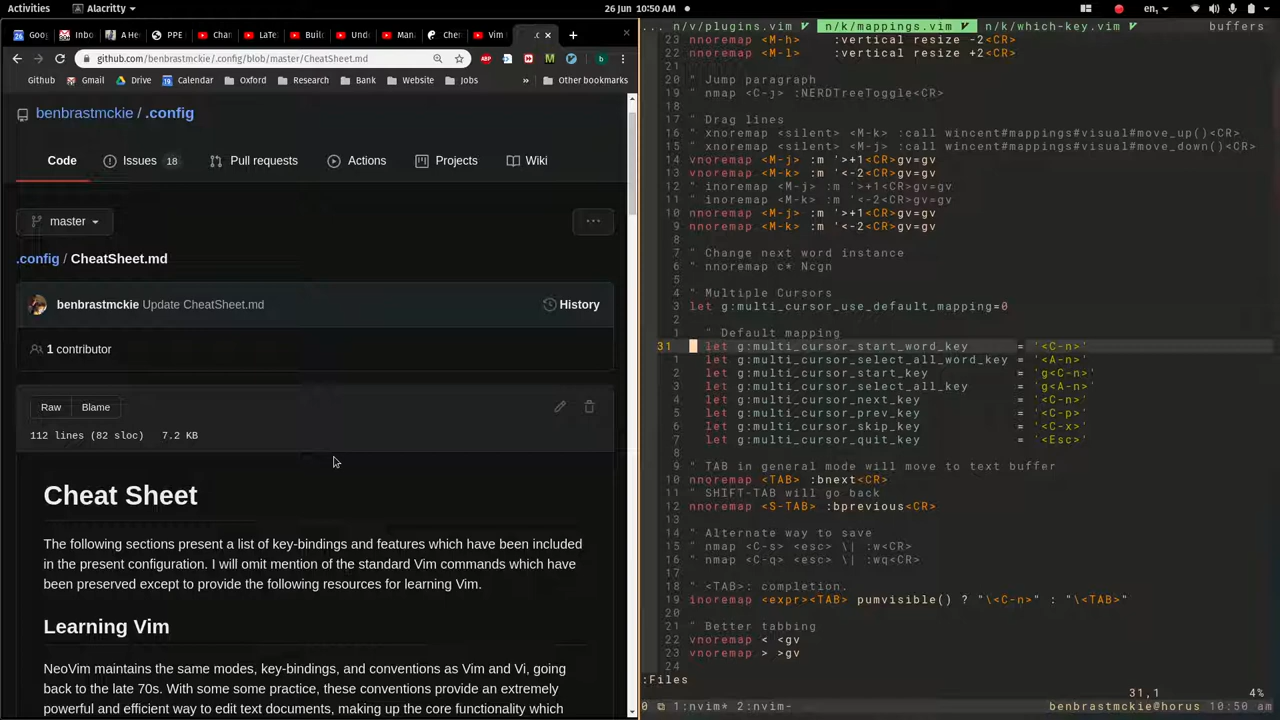 Activities
Alacritty
26 Jun 10:50 AM
en₁
Goog
Inbo
A He
PPE
Chan
LaTe
Buil
Und
Man
Cher
Vim
.c
github.com/benbrastmckie/.config/blob/master/CheatSheet.md
Github
Gmail
Drive
Calendar
Oxford
Research
Bank
Website
Jobs
»
Other bookmarks
benbrastmckie / .config
Code
Issues 18
Pull requests
Actions
Projects
Wiki
master
...
.config / CheatSheet.md
benbrastmckie Update CheatSheet.md
History
1 contributor
Raw
Blame
112 lines (82 sloc) 7.2 KB
Cheat Sheet
The following sections present a list of key-bindings and features which have been included
in the present configuration. I will omit mention of the standard Vim commands which have
been preserved except to provide the following resources for learning Vim.
Learning Vim
NeoVim maintains the same modes, key-bindings, and conventions as Vim and Vi, going
back to the late 70s. With some some practice, these conventions provide an extremely
powerful and efficient way to edit text documents, making up the core functionality which
... n/v/plugins.vim n/k/mappings.vim n/k/which-key.vim buffers
23 nnoremap <M-h> :vertical resize -2<CR>
22 nnoremap <M-l> :vertical resize +2<CR>
21
20 " Jump paragraph
19 " nmap <C-j> :NERDTreeToggle<CR>
18
17 " Drag lines
16 " xnoremap <silent> <M-k> :call wincent#mappings#visual#move_up()<CR>
15 " xnoremap <silent> <M-j> :call wincent#mappings#visual#move_down()<CR>
14 vnoremap <M-j> :m '>+1<CR>gv=gv
13 vnoremap <M-k> :m '<-2<CR>gv=gv
12 " inoremap <M-j> :m '>+1<CR>gv=gv
11 " inoremap <M-k> :m '<-2<CR>gv=gv
10 nnoremap <M-j> :m '>+1<CR>gv=gv
9 nnoremap <M-k> :m '<-2<CR>gv=gv
8
7 " Change next word instance
6 " nnoremap c* Ncgn
5
4 " Multiple Cursors
3 let g:multi_cursor_use_default_mapping=0
2
1 " Default mapping
31 let g:multi_cursor_start_word_key = '<C-n>'
1 let g:multi_cursor_select_all_word_key = '<A-n>'
2 let g:multi_cursor_start_key = 'g<C-n>'
3 let g:multi_cursor_select_all_key = 'g<A-n>'
4 let g:multi_cursor_next_key = '<C-n>'
5 let g:multi_cursor_prev_key = '<C-p>'
6 let g:multi_cursor_skip_key = '<C-x>'
7 let g:multi_cursor_quit_key = '<Esc>'
8
9 " TAB in general mode will move to text buffer
10 nnoremap <TAB> :bnext<CR>
11 " SHIFT-TAB will go back
12 nnoremap <S-TAB> :bprevious<CR>
13
14 " Alternate way to save
15 " nmap <C-s> <esc> \| :w<CR>
16 " nmap <C-q> <esc> \| :wq<CR>
17
18 " <TAB>: completion.
19 inoremap <expr><TAB> pumvisible() ? "\<C-n>" : "\<TAB>"
20
21 " Better tabbing
22 vnoremap < <gv
23 vnoremap > >gv
24
:Files
31,1 4%
0 1:nvim* 2:nvim-
benbrastmckie@horus 10:50 am